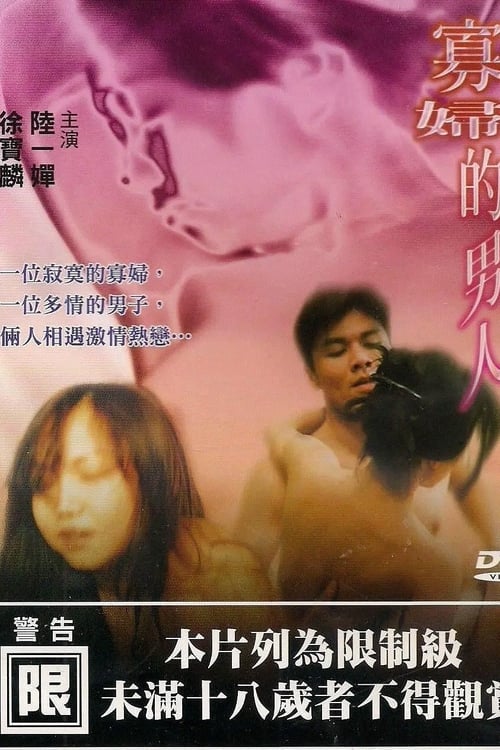 寡婦的男人
主演
陸一嬋
徐寶麟
一位寂寞的寡婦，
一位多情的男子，
倆人相遇激情熱戀…
警告
限
本片列為限制級
未滿十八歲者不得觀賞